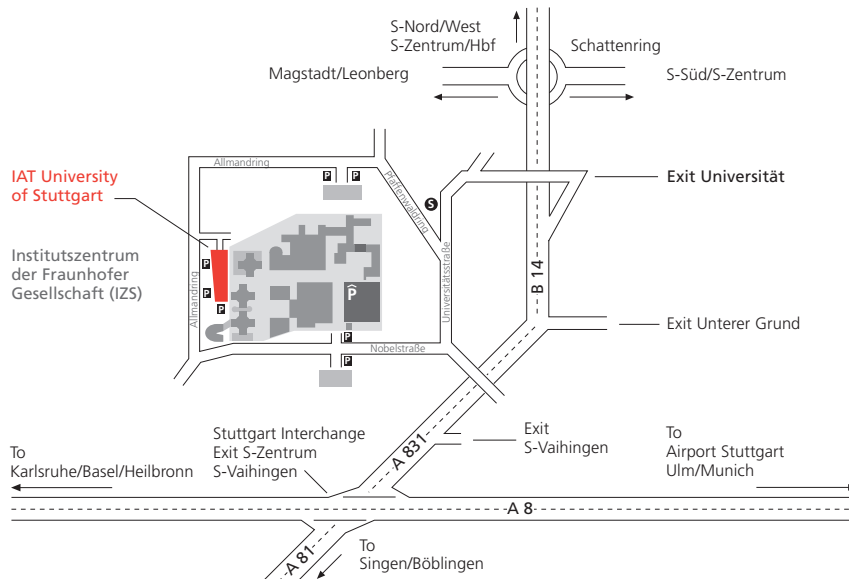 S-Nord/West
S-Zentrum/Hbf
Schattenring
Magstadt/Leonberg
S-Süd/S-Zentrum
Allmandring
P
P
Pfaffenwaldring
IAT University
of Stuttgart
Exit Universität
S
Institutszentrum
der Fraunhofer
Gesellschaft (IZS)
P
P
P
P
Allmandring
Universitätsstraße
B 14
Exit Unterer Grund
P
Nobelstraße
P
A 831
Exit
S-Vaihingen
Stuttgart Interchange
Exit S-Zentrum
S-Vaihingen
To
Karlsruhe/Basel/Heilbronn
To
Airport Stuttgart
Ulm/Munich
A 8
A 81
To
Singen/Böblingen